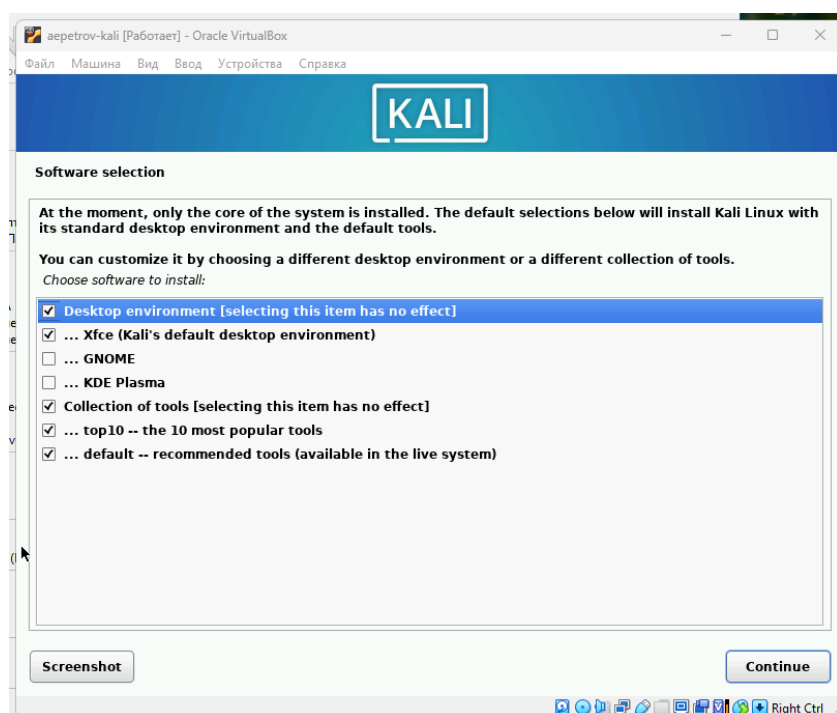 aepetrov-kali [Работает] - Oracle VirtualBox
Файл Машина Вид Ввод Устройства Справка
KALI
Software selection
At the moment, only the core of the system is installed. The default selections below will install Kali Linux with
its standard desktop environment and the default tools.
You can customize it by choosing a different desktop environment or a different collection of tools.
Choose software to install:
Desktop environment [selecting this item has no effect]
... Xfce (Kali's default desktop environment)
... GNOME
... KDE Plasma
Collection of tools [selecting this item has no effect]
... top10 -- the 10 most popular tools
... default -- recommended tools (available in the live system)
Screenshot
Continue
Right Ctrl